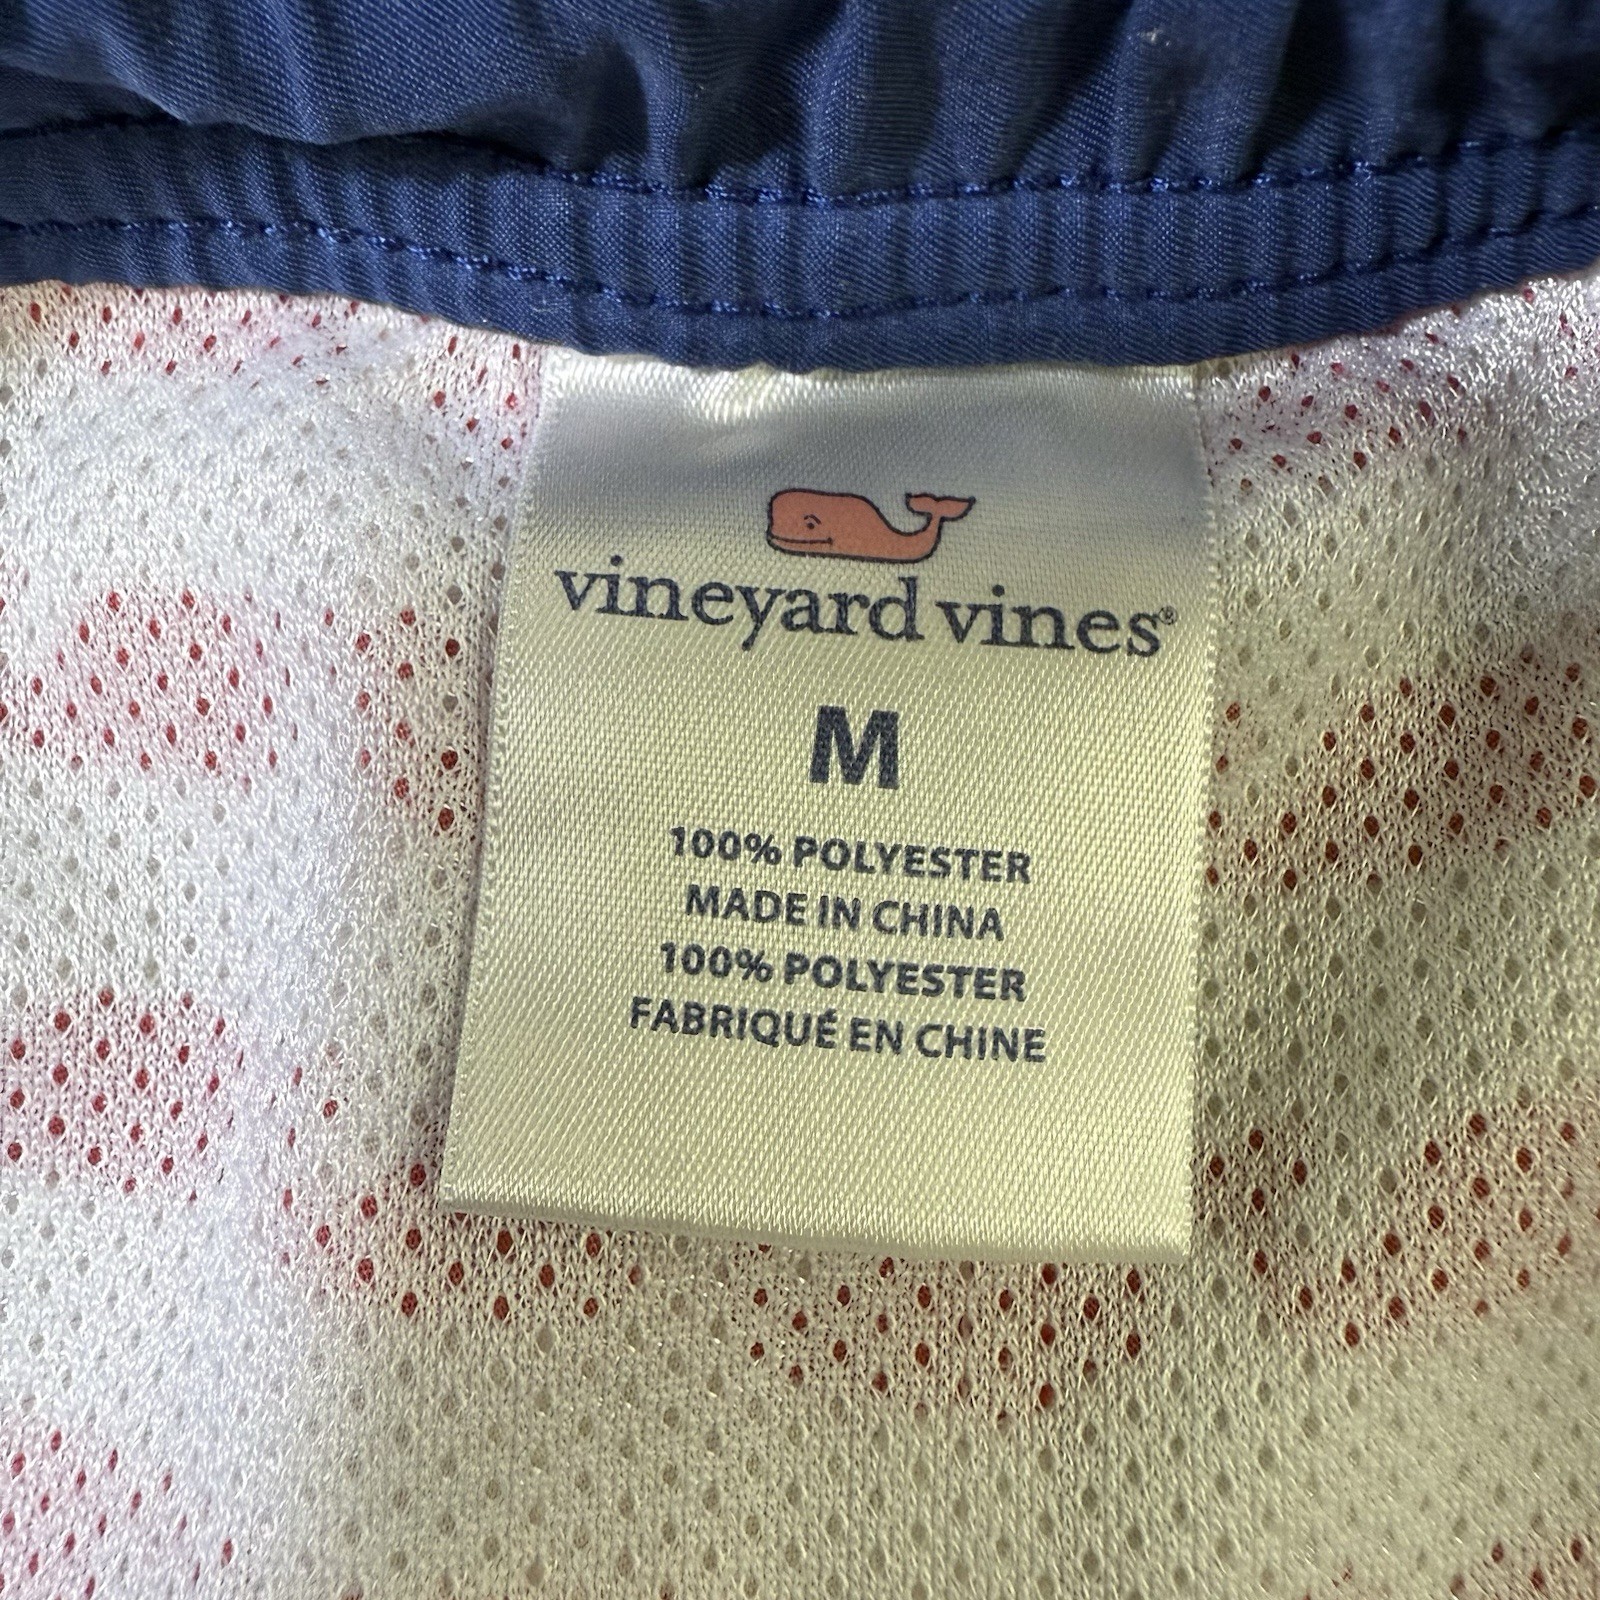 vineyard vines®
M
100% POLYESTER
MADE IN CHINA
100% POLYESTER
FABRIQUÉ EN CHINE